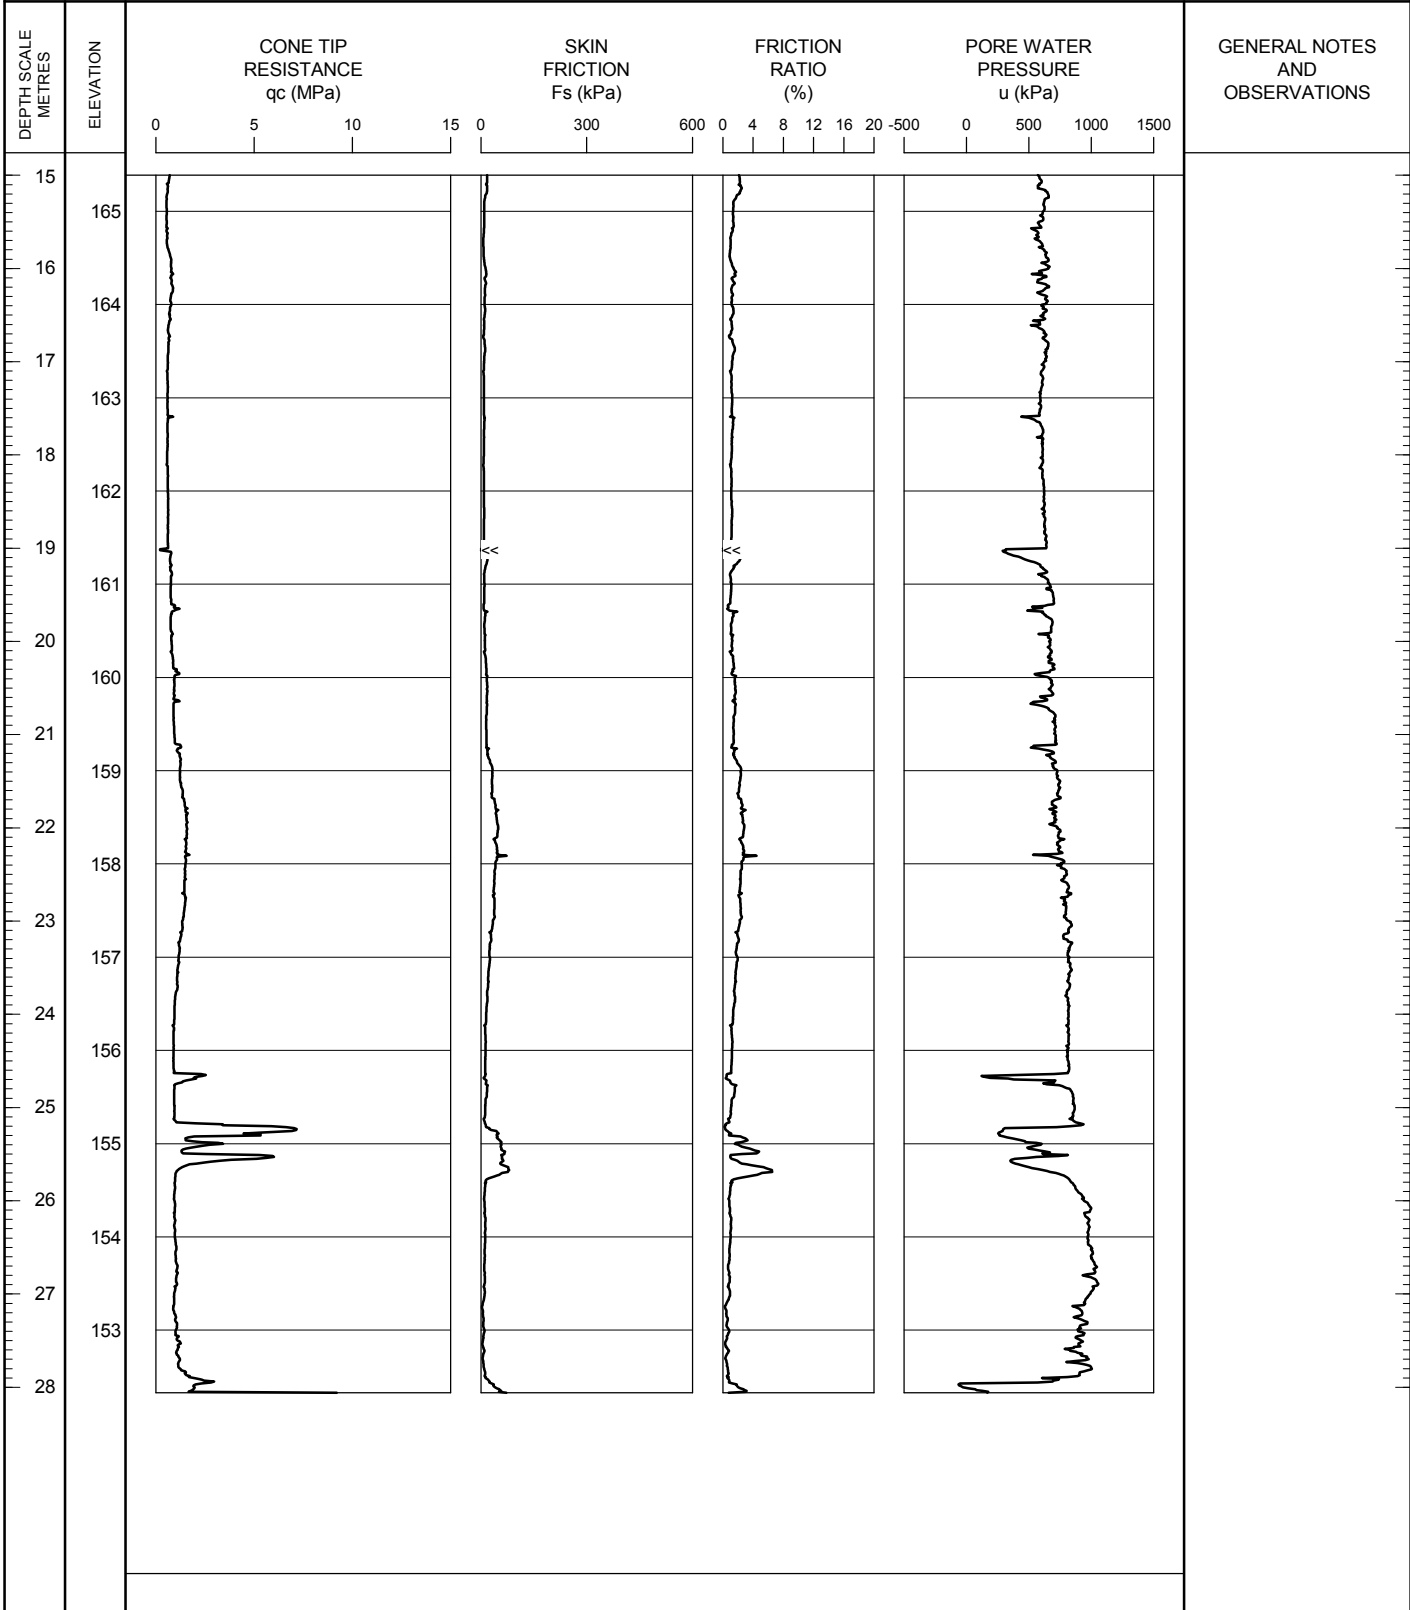 DEPTH SCALE
METRES
ELEVATION
CONE TIP
RESISTANCE
qc (MPa)
SKIN
FRICTION
Fs (kPa)
FRICTION
RATIO
(%)
PORE WATER
PRESSURE
u (kPa)
GENERAL NOTES
AND
OBSERVATIONS
0 5 10 15
0 300 600
0 4 8 12 16 20
-500 0 500 1000 1500
15
165
16
164
17
163
18
162
19
<< <<
161
20
160
21
159
22
158
23
157
24
156
25
155
26
154
27
153
28